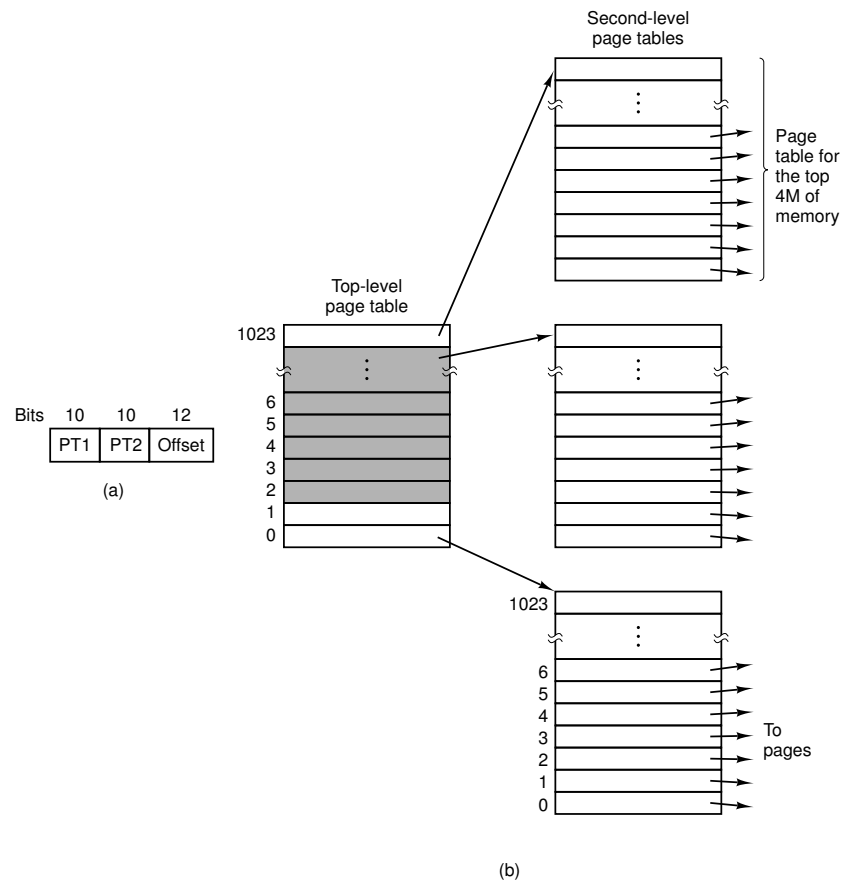 Second-level
page tables
Page
table for
the top
4M of
memory
Top-level
page table
1023
6
5
4
3
2
1
0
Bits 10 10 12
PT1 PT2 Offset
(a)
1023
6
5
4
3
2
1
0
To
pages
(b)